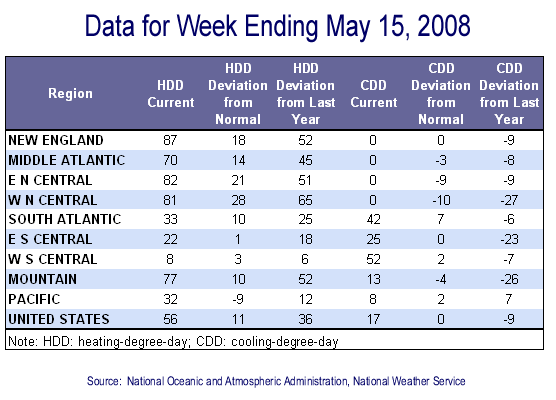 Data for Week Ending May 15, 2008
Region HDD Current HDD Deviation from Normal HDD Deviation from Last Year CDD Current CDD Deviation from Normal CDD Deviation from Last Year
NEW ENGLAND 87 18 52 0 0 -9
MIDDLE ATLANTIC 70 14 45 0 -3 -8
E N CENTRAL 82 21 51 0 -9 -9
W N CENTRAL 81 28 65 0 -10 -27
SOUTH ATLANTIC 33 10 25 42 7 -6
E S CENTRAL 22 1 18 25 0 -23
W S CENTRAL 8 3 6 52 2 -7
MOUNTAIN 77 10 52 13 -4 -26
PACIFIC 32 -9 12 8 2 7
UNITED STATES 56 11 36 17 0 -9
Note: HDD: heating-degree-day; CDD: cooling-degree-day
Source: National Oceanic and Atmospheric Administration, National Weather Service